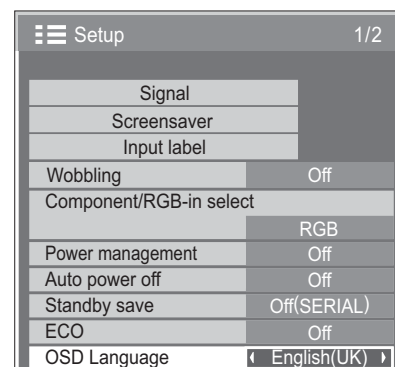 Setup 1/2
Signal
Screensaver
Input label
Wobbling Off
Component/RGB-in select
RGB
Power management Off
Auto power off Off
Standby save Off(SERIAL)
ECO Off
OSD Language English(UK)